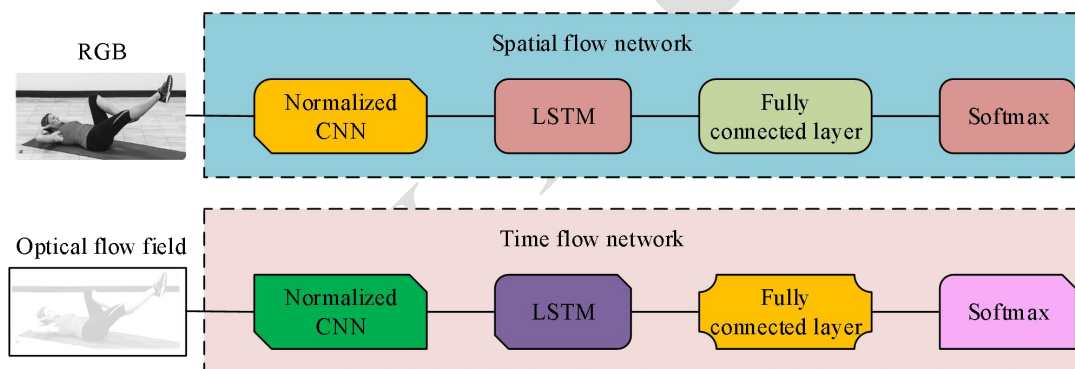 RGB
Spatial flow network
Normalized
CNN
LSTM
Fully
connected layer
Softmax
Optical flow field
Time flow network
Normalized
CNN
LSTM
Fully
connected layer
Softmax